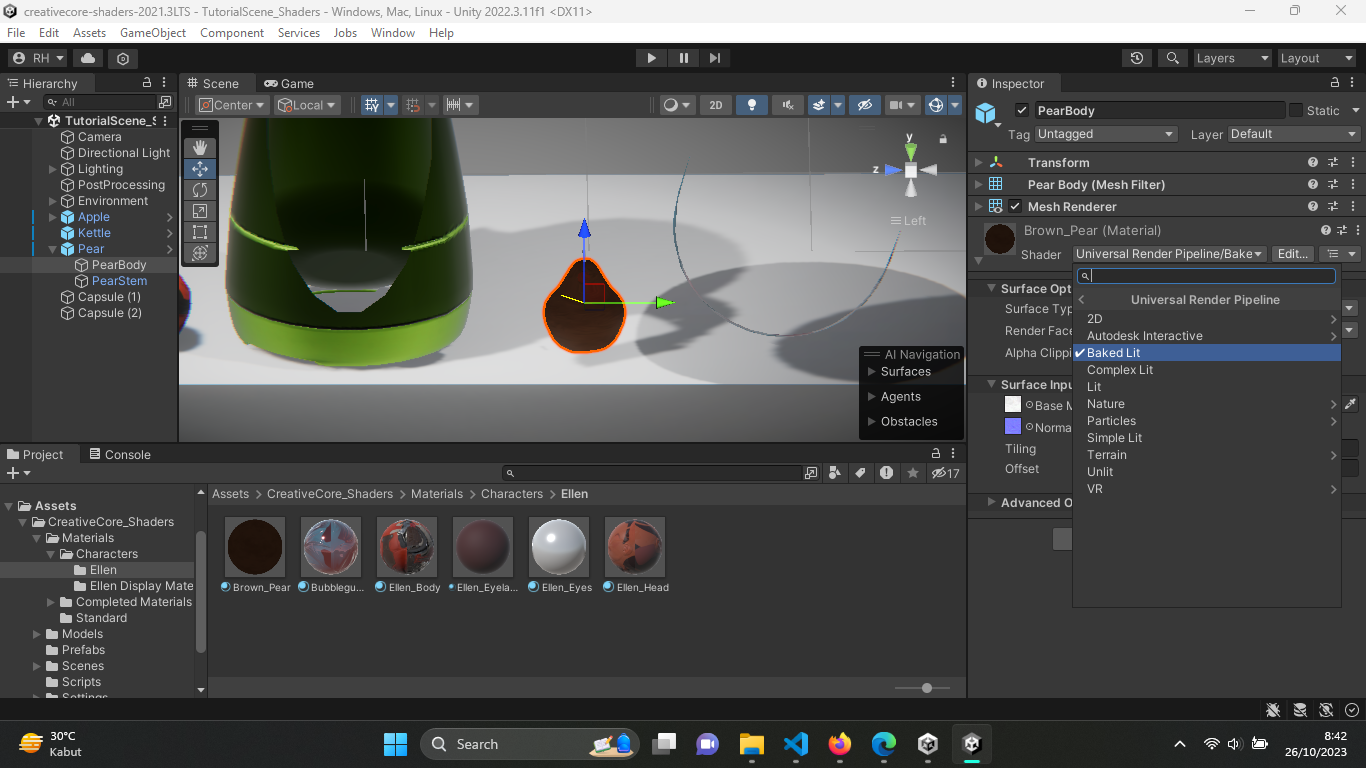 creativecore-shaders-2021.3LTS - TutorialScene_Shaders - Windows, Mac, Linux - Unity 2022.3.11f1 <DX11>
File Edit Assets GameObject Component Services Jobs Window Help
RH Layers Layout
Hierarchy
All
TutorialScene_S
Camera
Directional Light
Lighting
PostProcessing
Environment
Apple
Kettle
Pear
PearBody
PearStem
Capsule (1)
Capsule (2)
Scene Game
Center Local 2D
y
z
Left
AI Navigation
Surfaces
Agents
Obstacles
Inspector
PearBody Static
Tag Untagged Layer Default
Transform
Pear Body (Mesh Filter)
Mesh Renderer
Brown_Pear (Material)
Shader Universal Render Pipeline/Bake Edit...
Surface Opt
Surface Typ
Render Face
Alpha Clippi
Surface Inpu
Base M
Norma
Tiling
Offset
Advanced O
Universal Render Pipeline
2D
Autodesk Interactive
Baked Lit
Complex Lit
Lit
Nature
Particles
Simple Lit
Terrain
Unlit
VR
Project Console
17
Assets
CreativeCore_Shaders
Materials
Characters
Ellen
Ellen Display Mate
Completed Materials
Standard
Models
Prefabs
Scenes
Scripts
Settings
Assets > CreativeCore_Shaders > Materials > Characters > Ellen
Brown_Pear Bubblegu... Ellen_Body Ellen_Eyela... Ellen_Eyes Ellen_Head
30°C
Kabut
Search
8:42
26/10/2023